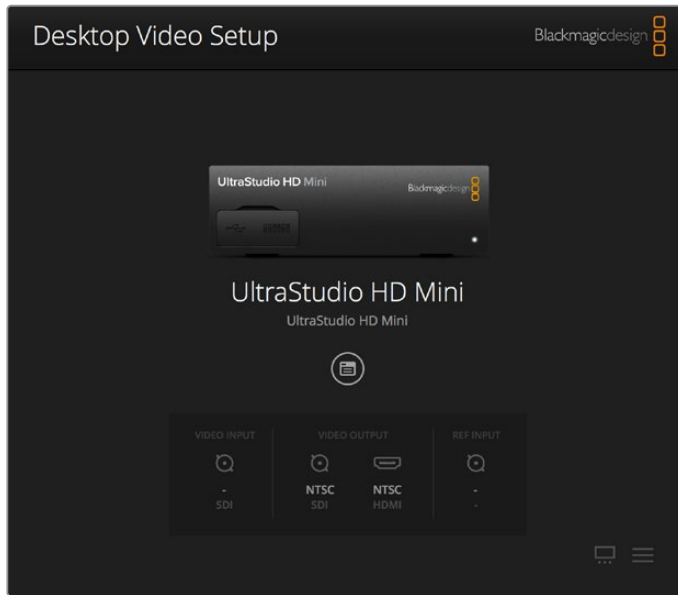 Desktop Video Setup
Blackmagicdesign
UltraStudio HD Mini
Blackmagicdesign
UltraStudio HD Mini
UltraStudio HD Mini
VIDEO INPUT VIDEO OUTPUT REF INPUT
- NTSC NTSC -
SDI SDI HDMI -